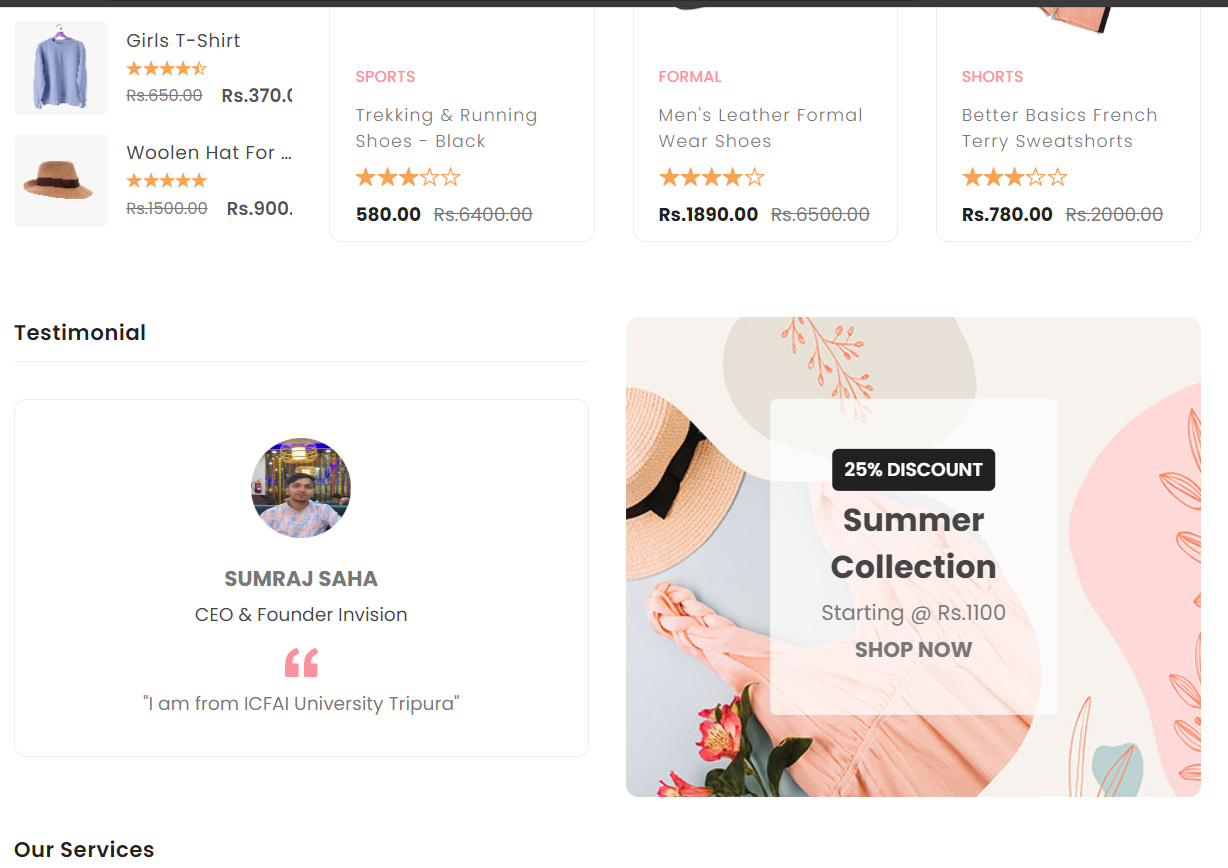 Girls T-Shirt
Rs.650.00 Rs.370.0
Woolen Hat For ...
Rs.1500.00 Rs.900.
SPORTS
Trekking & Running
Shoes - Black
580.00 Rs.6400.00
FORMAL
Men's Leather Formal
Wear Shoes
Rs.1890.00 Rs.6500.00
SHORTS
Better Basics French
Terry Sweatshorts
Rs.780.00 Rs.2000.00
Testimonial
SUMRAJ SAHA
CEO & Founder Invision
"I am from ICFAI University Tripura"
25% DISCOUNT
Summer
Collection
Starting @ Rs.1100
SHOP NOW
Our Services